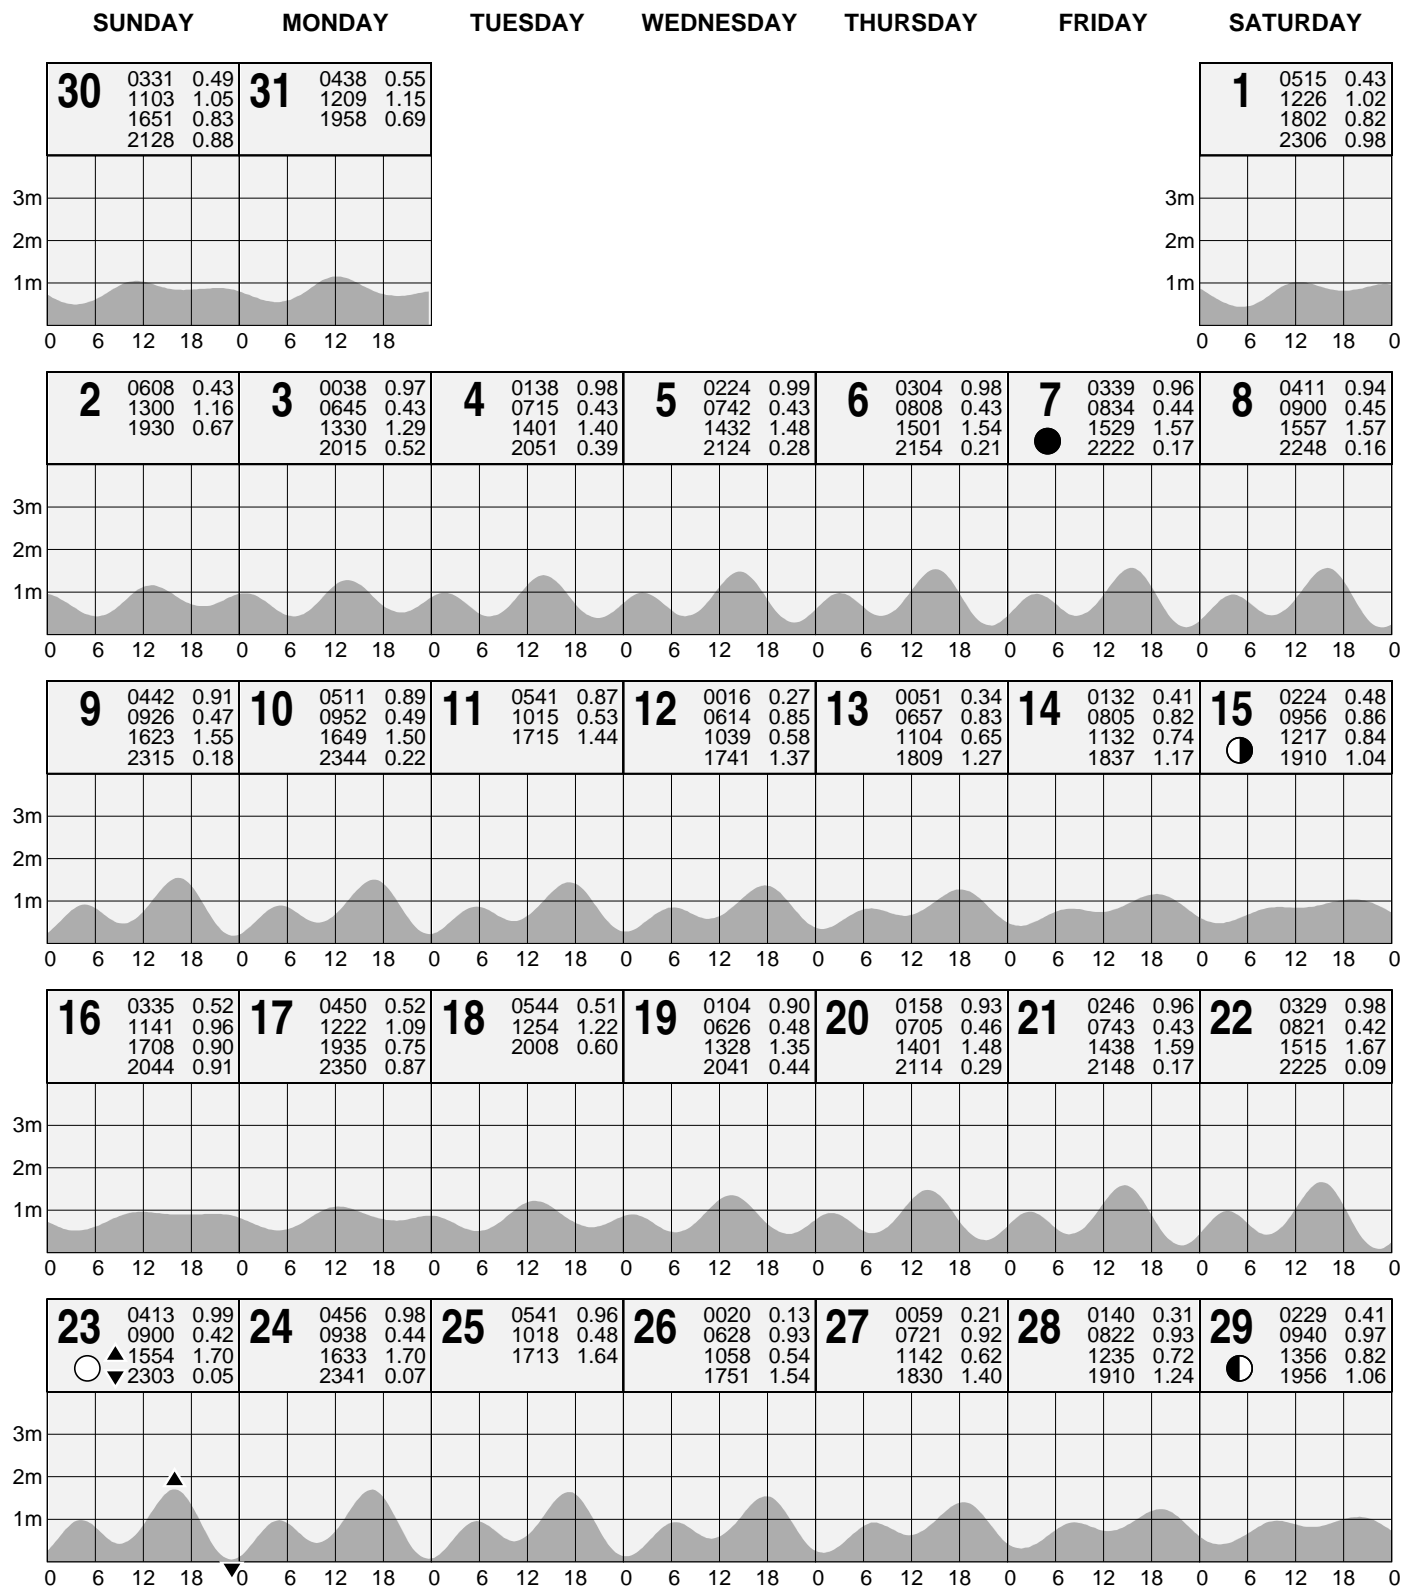 SUNDAY MONDAY TUESDAY WEDNESDAY THURSDAY FRIDAY SATURDAY
30 0331 0.49 31 0438 0.55 1 0515 0.43
1103 1.05 1209 1.15 1226 1.02
1651 0.83 1958 0.69 1802 0.82
2128 0.88 2306 0.98
3m 3m
2m 2m
1m 1m
0 6 12 18 0 6 12 18 0 6 12 18 0
2 0608 0.43 3 0038 0.97 4 0138 0.98 5 0224 0.99 6 0304 0.98 7 0339 0.96 8 0411 0.94
1300 1.16 0645 0.43 0715 0.43 0742 0.43 0808 0.43 0834 0.44 0900 0.45
1930 0.67 1330 1.29 1401 1.40 1432 1.48 1501 1.54 1529 1.57 1557 1.57
2015 0.52 2051 0.39 2124 0.28 2154 0.21 2222 0.17 2248 0.16
3m
2m
1m
0 6 12 18 0 6 12 18 0 6 12 18 0 6 12 18 0 6 12 18 0 6 12 18 0 6 12 18 0
9 0442 0.91 10 0511 0.89 11 0541 0.87 12 0016 0.27 13 0051 0.34 14 0132 0.41 15 0224 0.48
0926 0.47 0952 0.49 1015 0.53 0614 0.85 0657 0.83 0805 0.82 0956 0.86
1623 1.55 1649 1.50 1715 1.44 1039 0.58 1104 0.65 1132 0.74 1217 0.84
2315 0.18 2344 0.22 1741 1.37 1809 1.27 1837 1.17 1910 1.04
3m
2m
1m
0 6 12 18 0 6 12 18 0 6 12 18 0 6 12 18 0 6 12 18 0 6 12 18 0 6 12 18 0
16 0335 0.52 17 0450 0.52 18 0544 0.51 19 0104 0.90 20 0158 0.93 21 0246 0.96 22 0329 0.98
1141 0.96 1222 1.09 1254 1.22 0626 0.48 0705 0.46 0743 0.43 0821 0.42
1708 0.90 1935 0.75 2008 0.60 1328 1.35 1401 1.48 1438 1.59 1515 1.67
2044 0.91 2350 0.87 2041 0.44 2114 0.29 2148 0.17 2225 0.09
3m
2m
1m
0 6 12 18 0 6 12 18 0 6 12 18 0 6 12 18 0 6 12 18 0 6 12 18 0 6 12 18 0
23 0413 0.99 24 0456 0.98 25 0541 0.96 26 0020 0.13 27 0059 0.21 28 0140 0.31 29 0229 0.41
0900 0.42 0938 0.44 1018 0.48 0628 0.93 0721 0.92 0822 0.93 0940 0.97
1554 1.70 1633 1.70 1713 1.64 1058 0.54 1142 0.62 1235 0.72 1356 0.82
2303 0.05 2341 0.07 1751 1.54 1830 1.40 1910 1.24 1956 1.06
3m
2m
1m
0 6 12 18 0 6 12 18 0 6 12 18 0 6 12 18 0 6 12 18 0 6 12 18 0 6 12 18 0